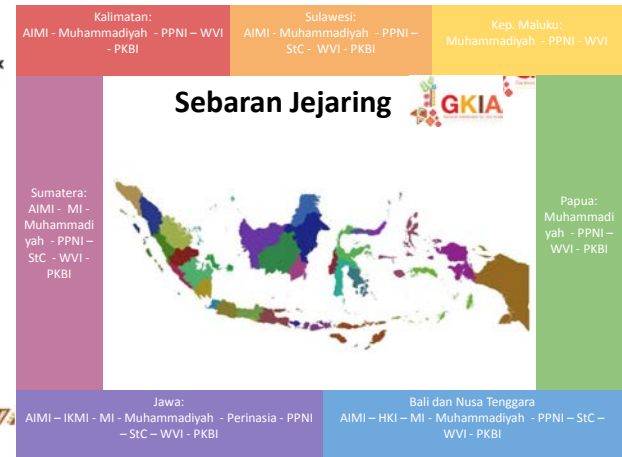 Kalimatan:
AIMI - Muhammadiyah - PPNI – WVI
- PKBI
Sulawesi:
AIMI - Muhammadiyah - PPNI –
StC - WVI - PKBI
Kep. Maluku:
Muhammadiyah - PPNI - WVI
Sebaran Jejaring
GKIA
Sumatera:
AIMI - MI -
Muhammadi
yah - PPNI –
StC - WVI -
PKBI
Papua:
Muhammadi
yah - PPNI –
WVI - PKBI
Jawa:
AIMI – IKMI - MI - Muhammadiyah - Perinasia - PPNI
– StC – WVI - PKBI
Bali dan Nusa Tenggara
AIMI – HKI – MI - Muhammadiyah - PPNI – StC –
WVI - PKBI